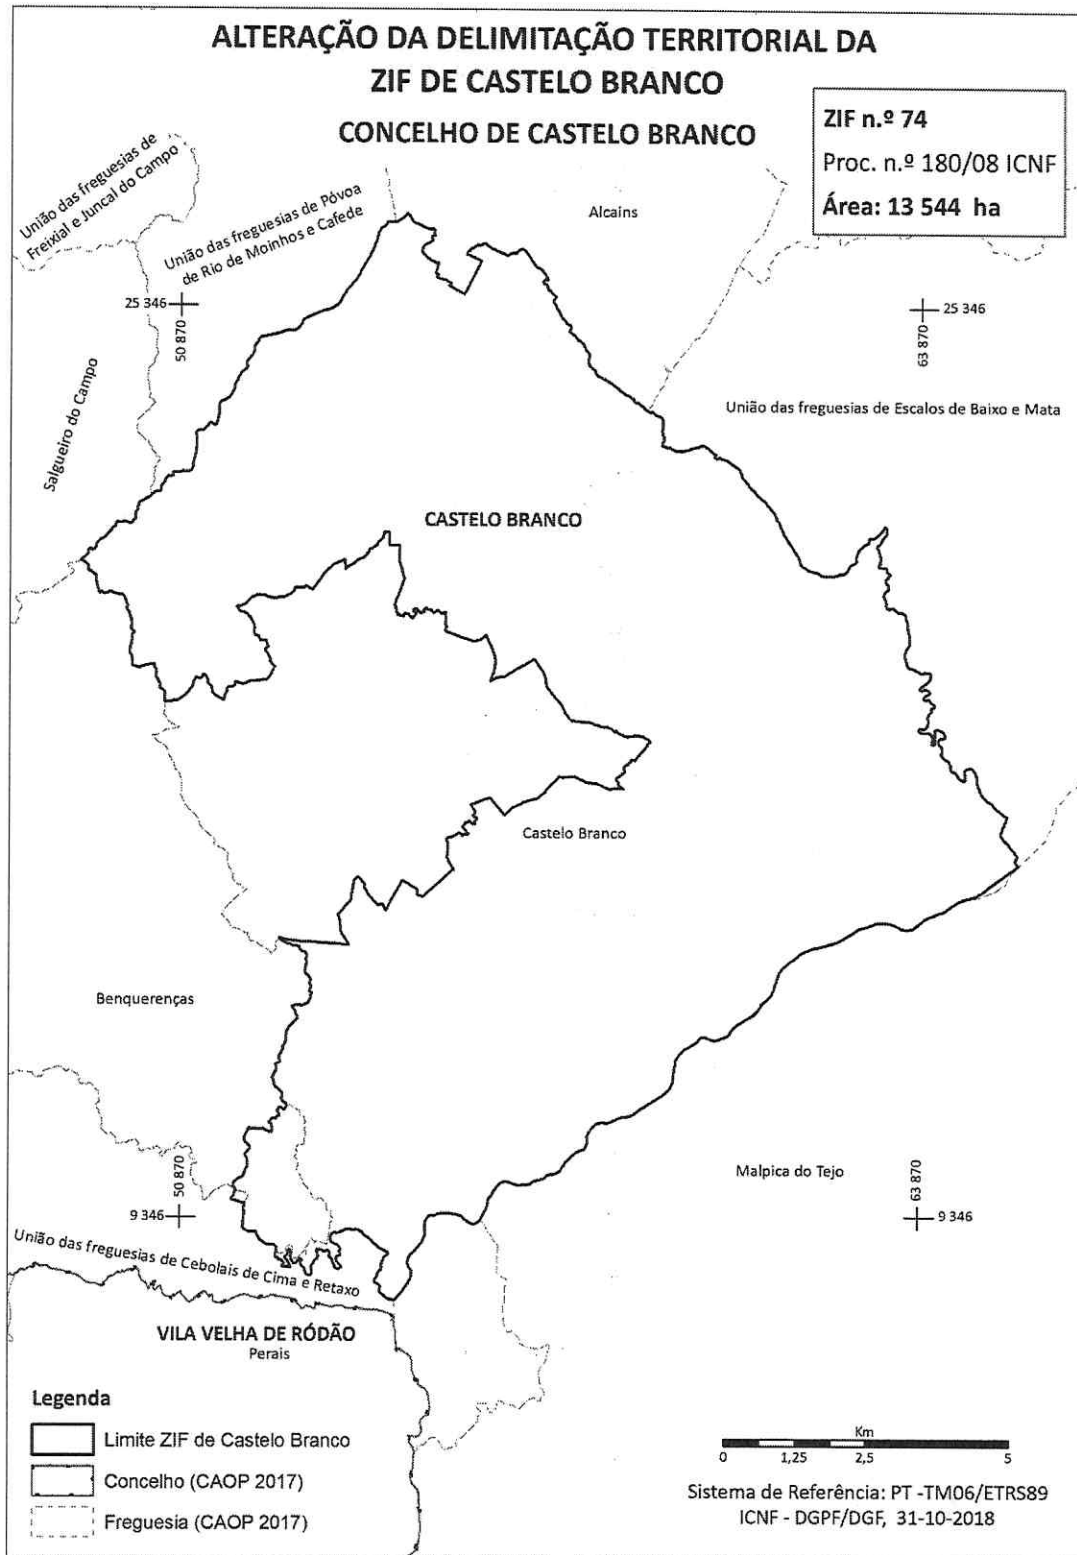 ALTERAÇÃO DA DELIMITAÇÃO TERRITORIAL DA
ZIF DE CASTELO BRANCO
CONCELHO DE CASTELO BRANCO
ZIF n.º 74
Proc. n.º 180/08 ICNF
Área: 13 544 ha
União das freguesias de
Freixial e Juncal do Campo
União das freguesias de Póvoa
de Rio de Moinhos e Cafede
Alcains
25 346
50 870
25 346
63 870
Salgueiro do Campo
União das freguesias de Escalos de Baixo e Mata
CASTELO BRANCO
Castelo Branco
Benquerenças
Malpica do Tejo
50 870
9 346
63 870
9 346
União das freguesias de Cebolais de Cima e Retaxo
VILA VELHA DE RÓDÃO
Perais
Legenda
Limite ZIF de Castelo Branco
Concelho (CAOP 2017)
Freguesia (CAOP 2017)
Km
0 1,25 2,5 5
Sistema de Referência: PT -TM06/ETRS89
ICNF - DGPF/DGF, 31-10-2018